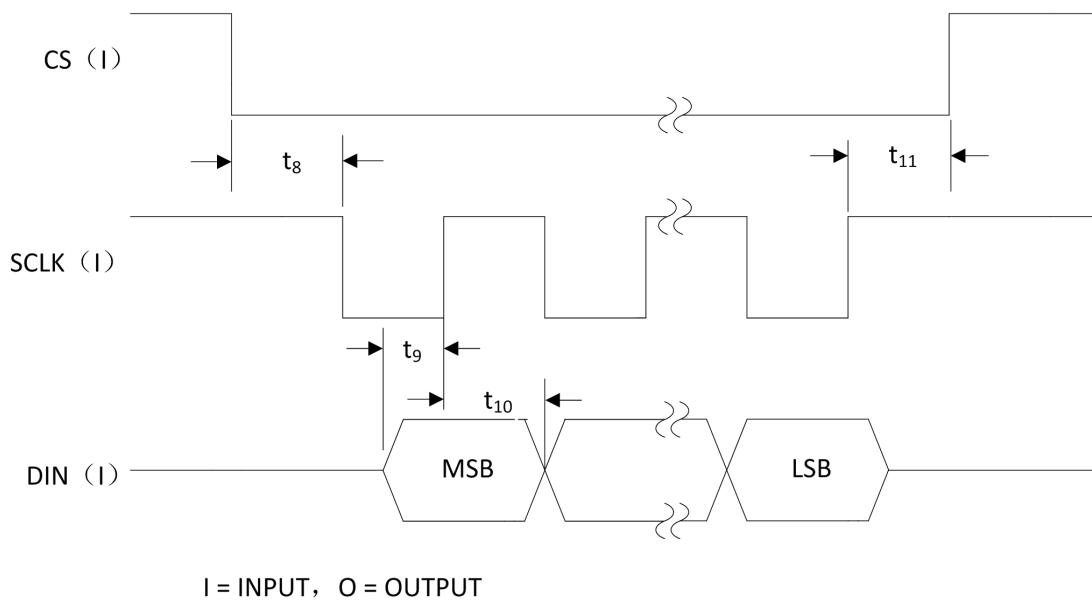 CS（I）
t₈
t₁₁
SCLK（I）
t₉
t₁₀
DIN（I）
MSB
LSB
I = INPUT，O = OUTPUT